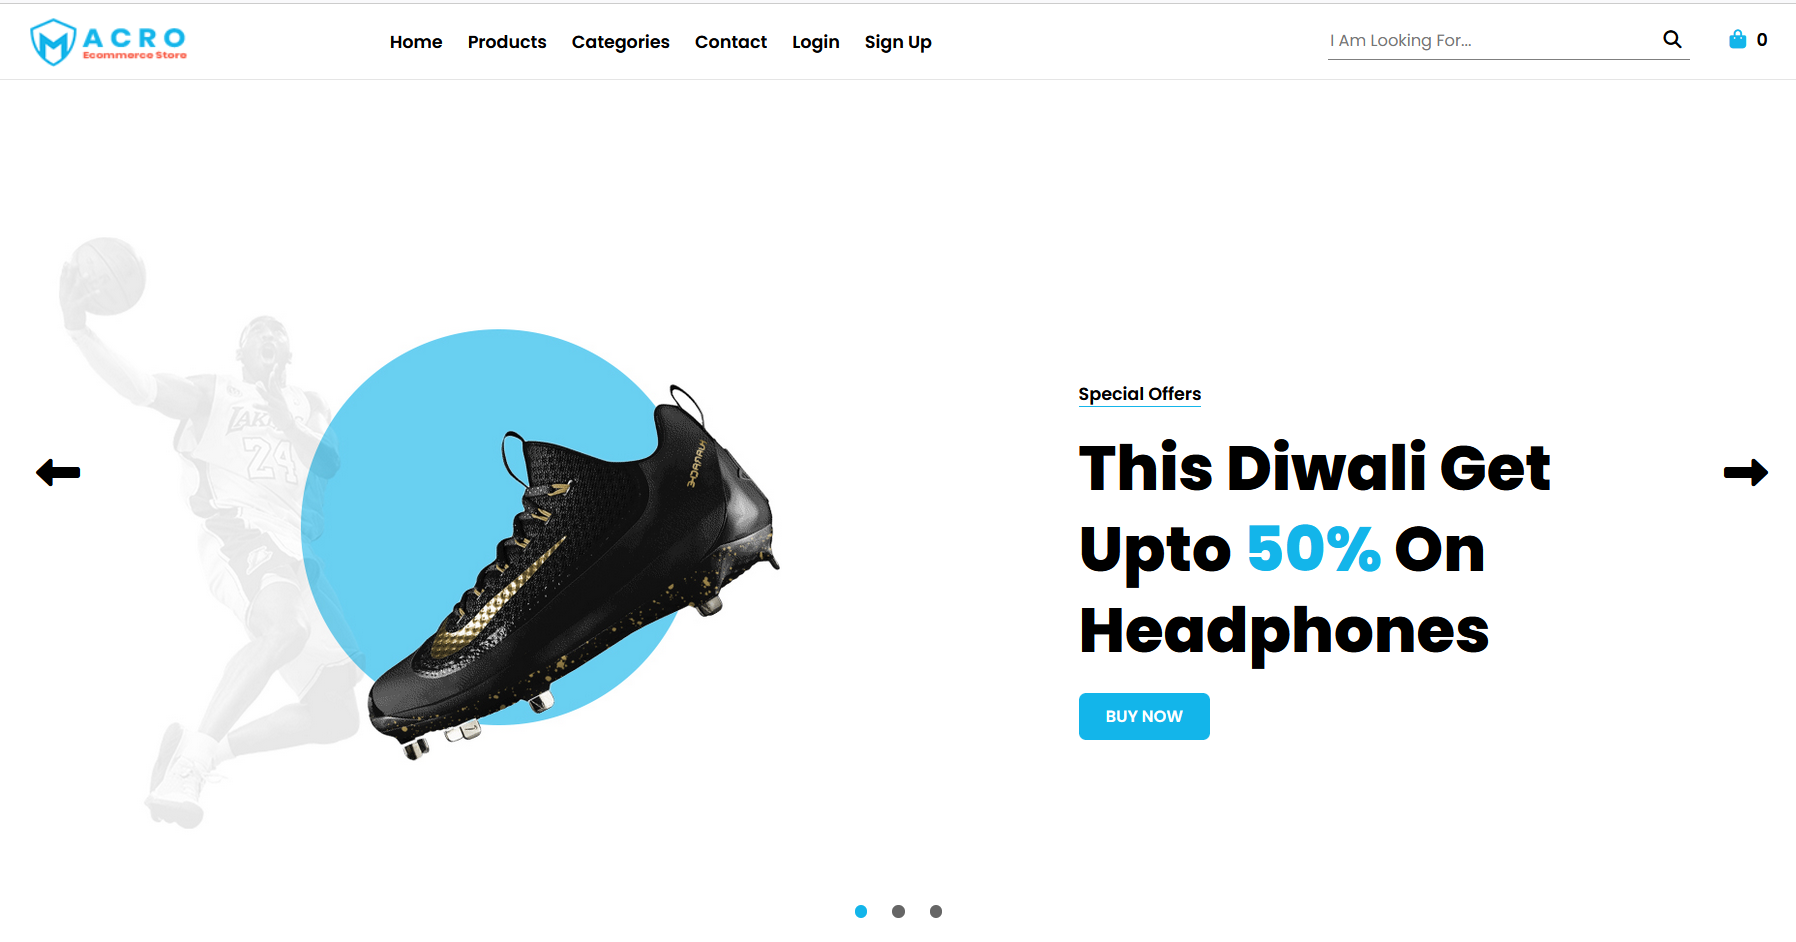 M ACRO
Ecommerce Store
Home Products Categories Contact Login Sign Up
I Am Looking For...
0
LAKERS
24
Special Offers
This Diwali Get
Upto 50% On
Headphones
BUY NOW